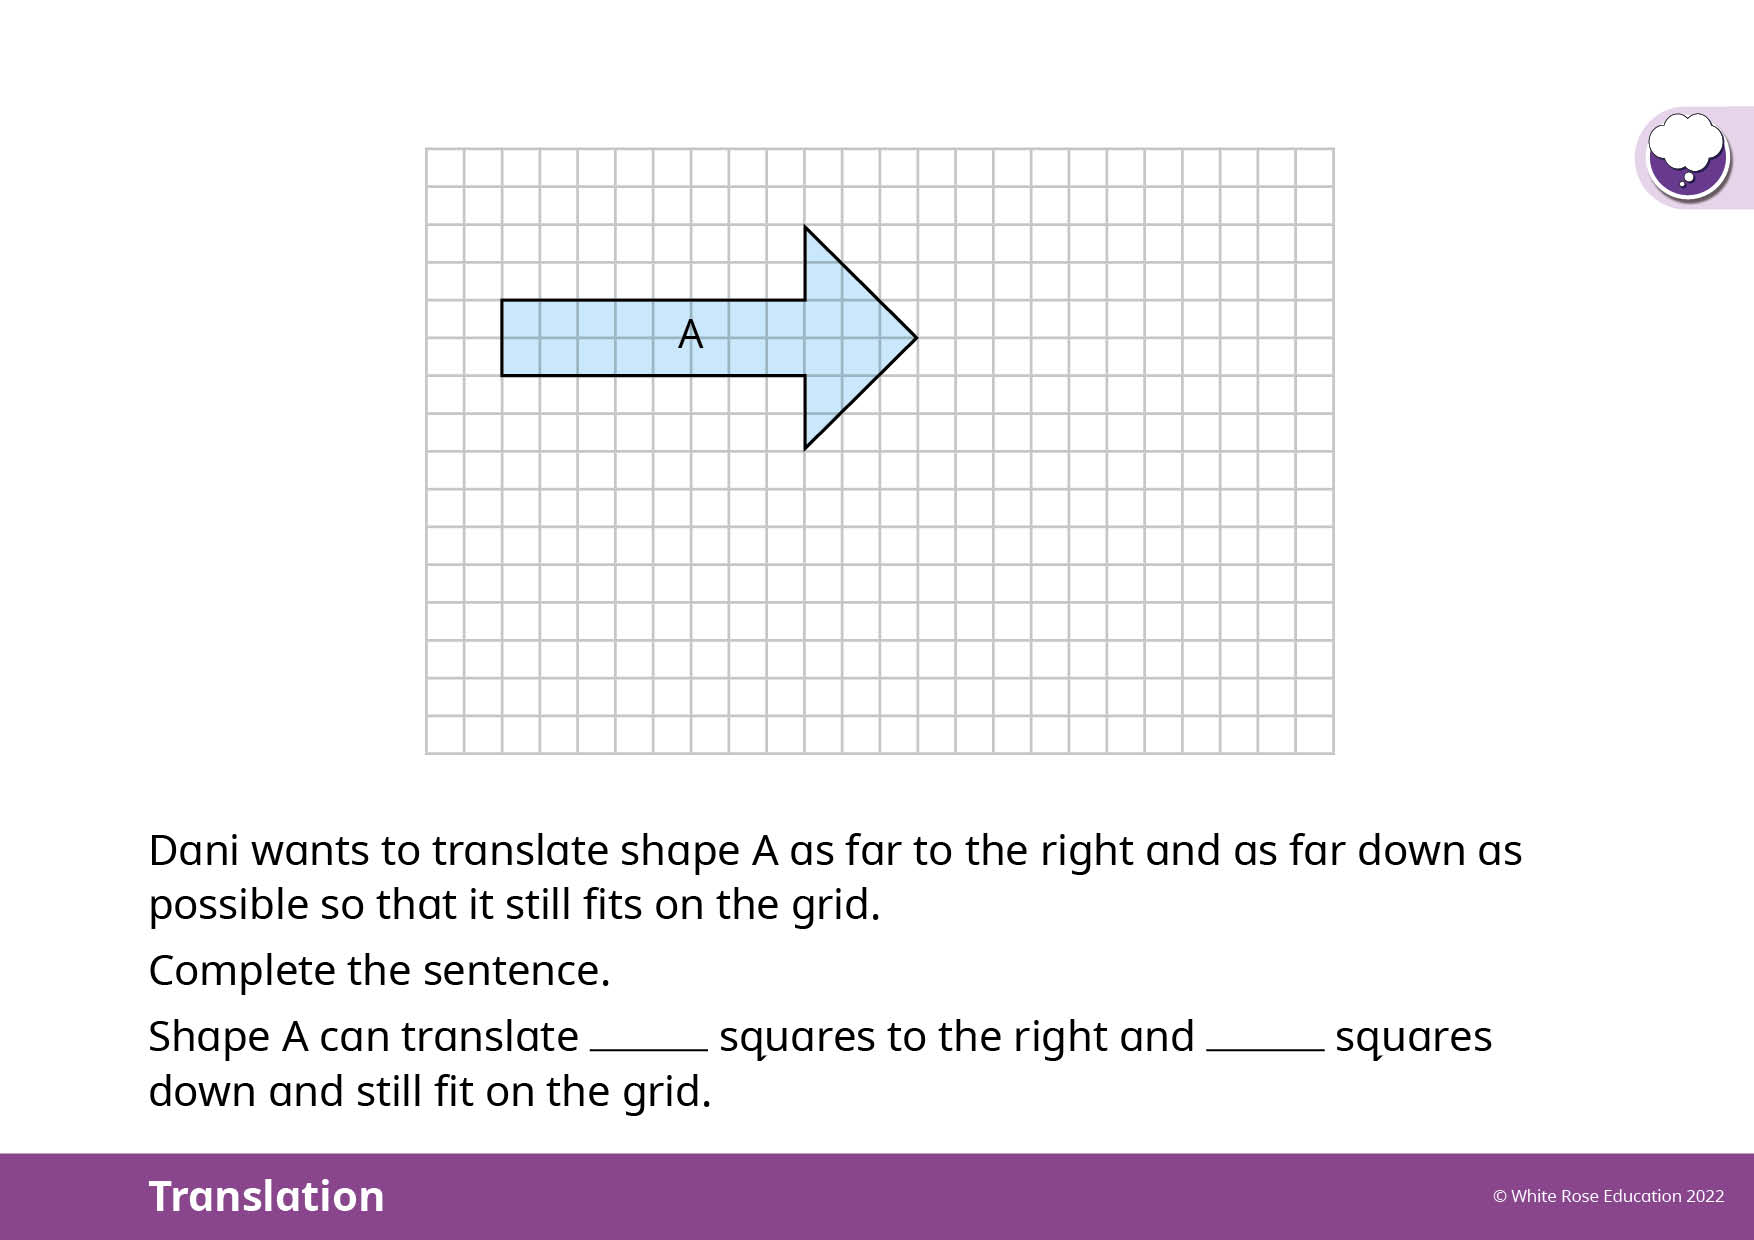 A
Dani wants to translate shape A as far to the right and as far down as
possible so that it still fits on the grid.
Complete the sentence.
Shape A can translate ______ squares to the right and ______ squares
down and still fit on the grid.
Translation
© White Rose Education 2022